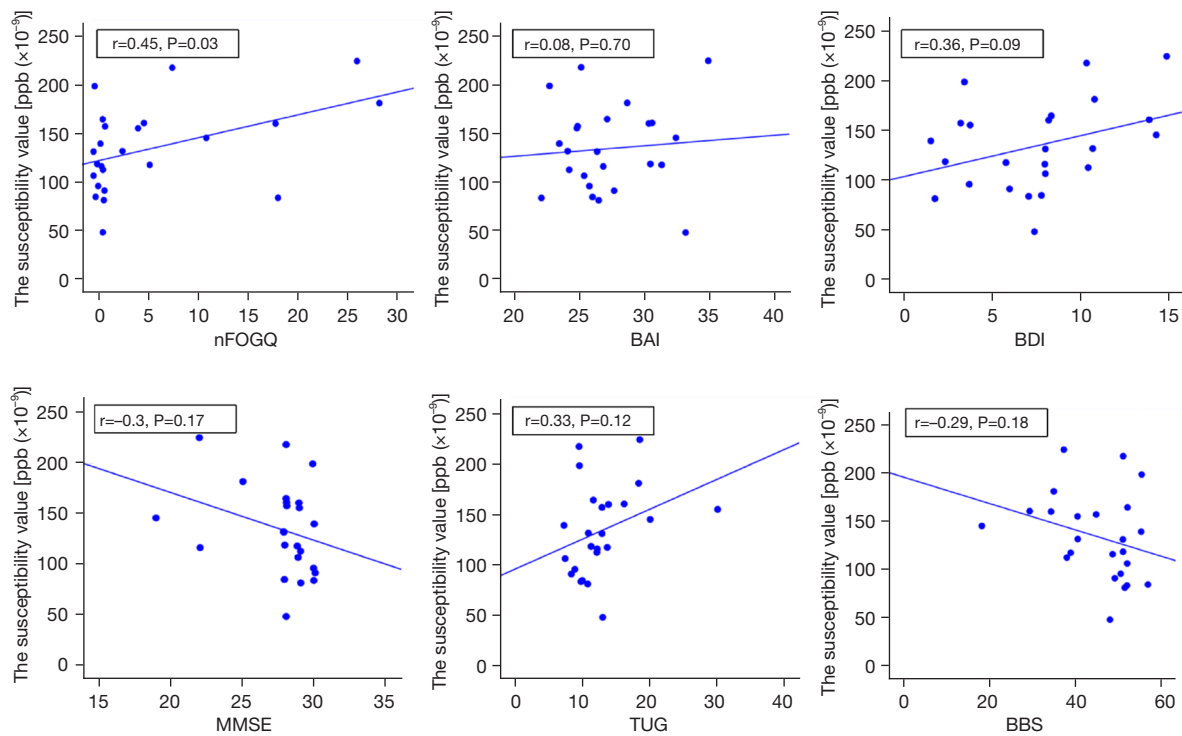 The susceptibility value [ppb (×10⁻⁹)]
250
200
150
100
50
0
r=0.45, P=0.03
0 5 10 15 20 25 30
nFOGQ
The susceptibility value [ppb (×10⁻⁹)]
250
200
150
100
50
0
r=0.08, P=0.70
20 25 30 35 40
BAI
The susceptibility value [ppb (×10⁻⁹)]
250
200
150
100
50
0
r=0.36, P=0.09
0 5 10 15
BDI
The susceptibility value [ppb (×10⁻⁹)]
250
200
150
100
50
0
r=–0.3, P=0.17
15 20 25 30 35
MMSE
The susceptibility value [ppb (×10⁻⁹)]
250
200
150
100
50
0
r=0.33, P=0.12
0 10 20 30 40
TUG
The susceptibility value [ppb (×10⁻⁹)]
250
200
150
100
50
0
r=–0.29, P=0.18
0 20 40 60
BBS